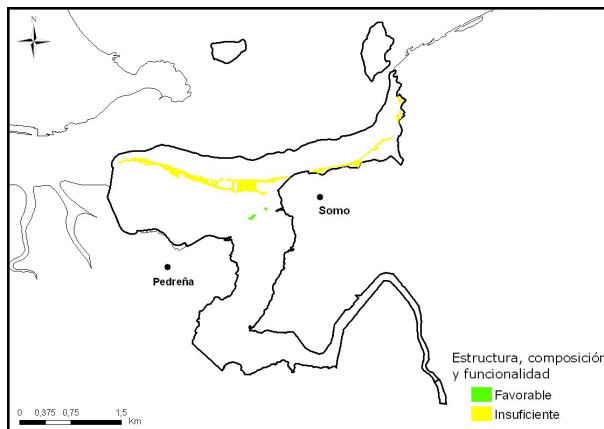 N
Somo
Pedreña
Estructura, composición
y funcionalidad
Favorable
Insuficiente
0 0,375 0,75 1,5
Km